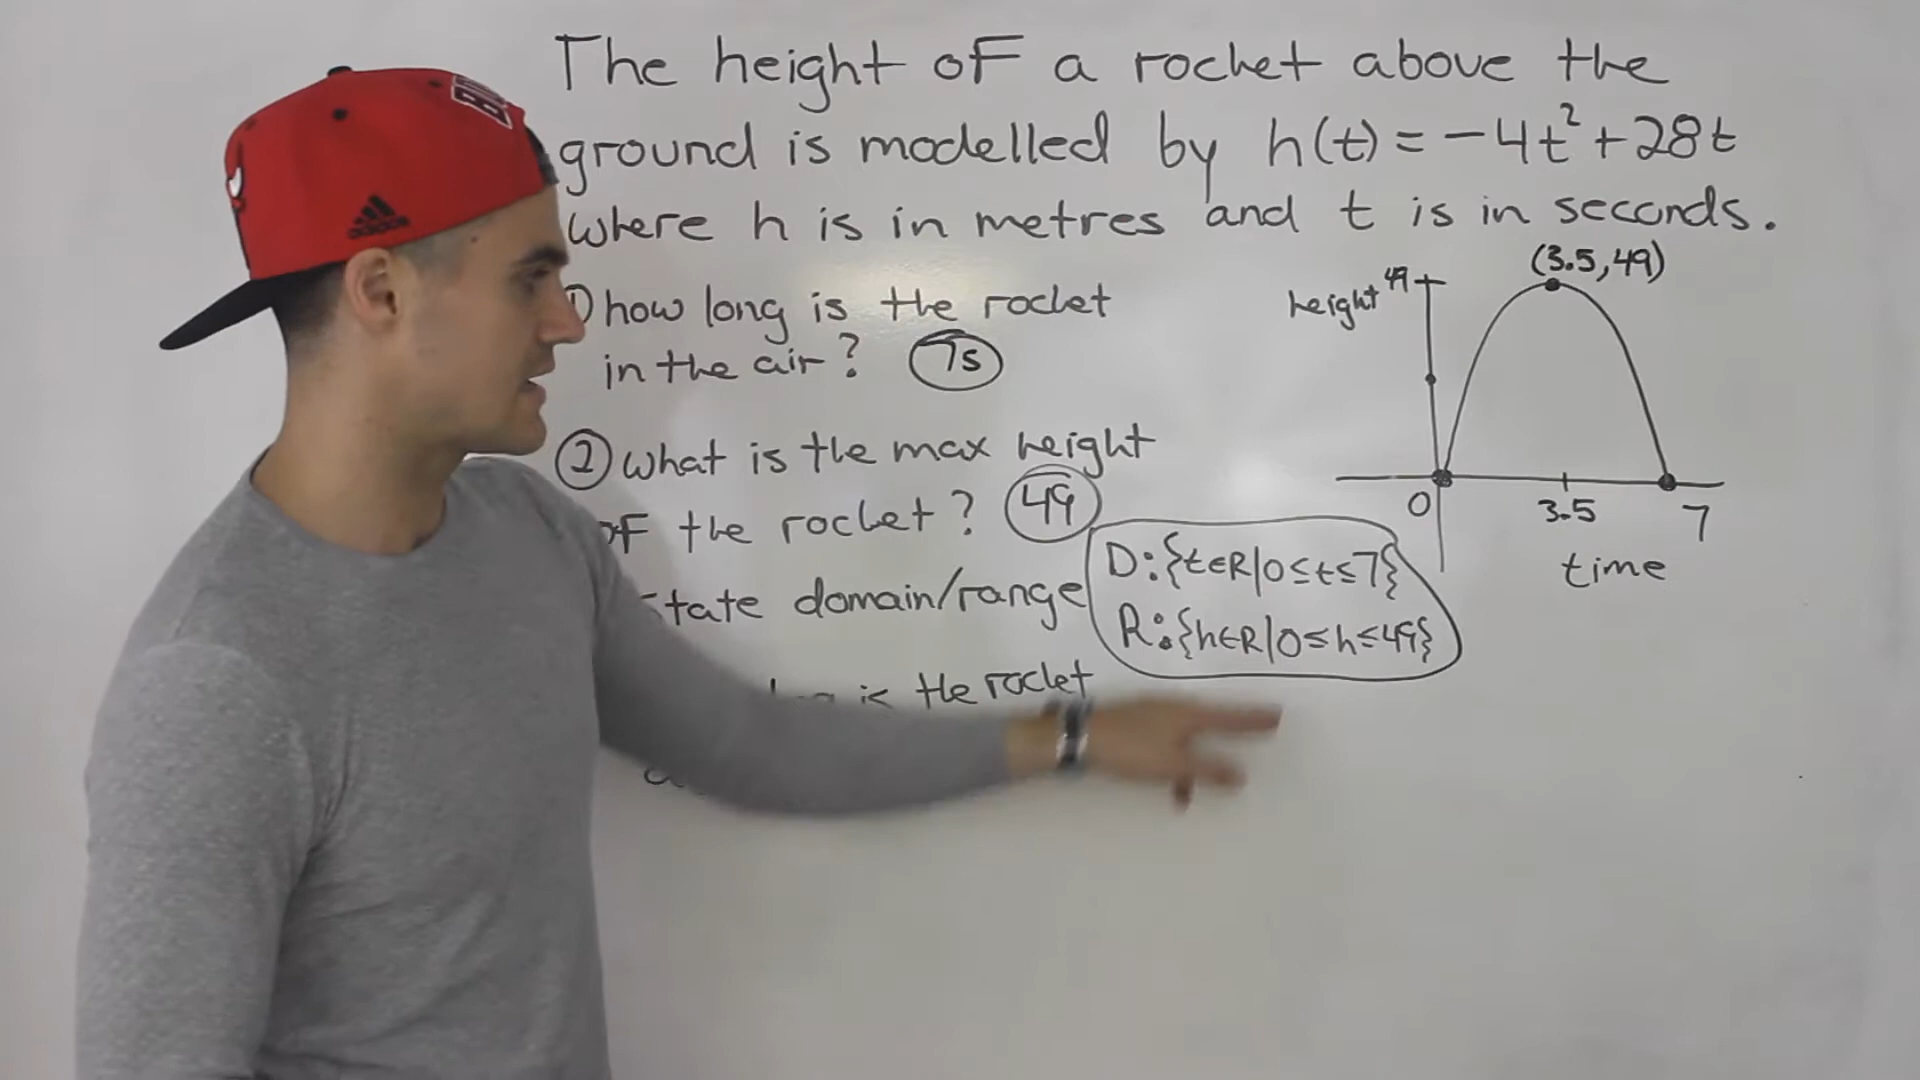 The height of a rocket above the
ground is modelled by h(t) = -4t²+28t
where h is in metres and t is in seconds.
1) how long is the rocket
in the air? 7s
② what is the max height
of the rocket? 49
State domain/range
D:{t∈R|0≤t≤7}
R:{h∈R|0≤h≤49}
is the rocket
(3.5,49)
height 49
0 3.5 7
time